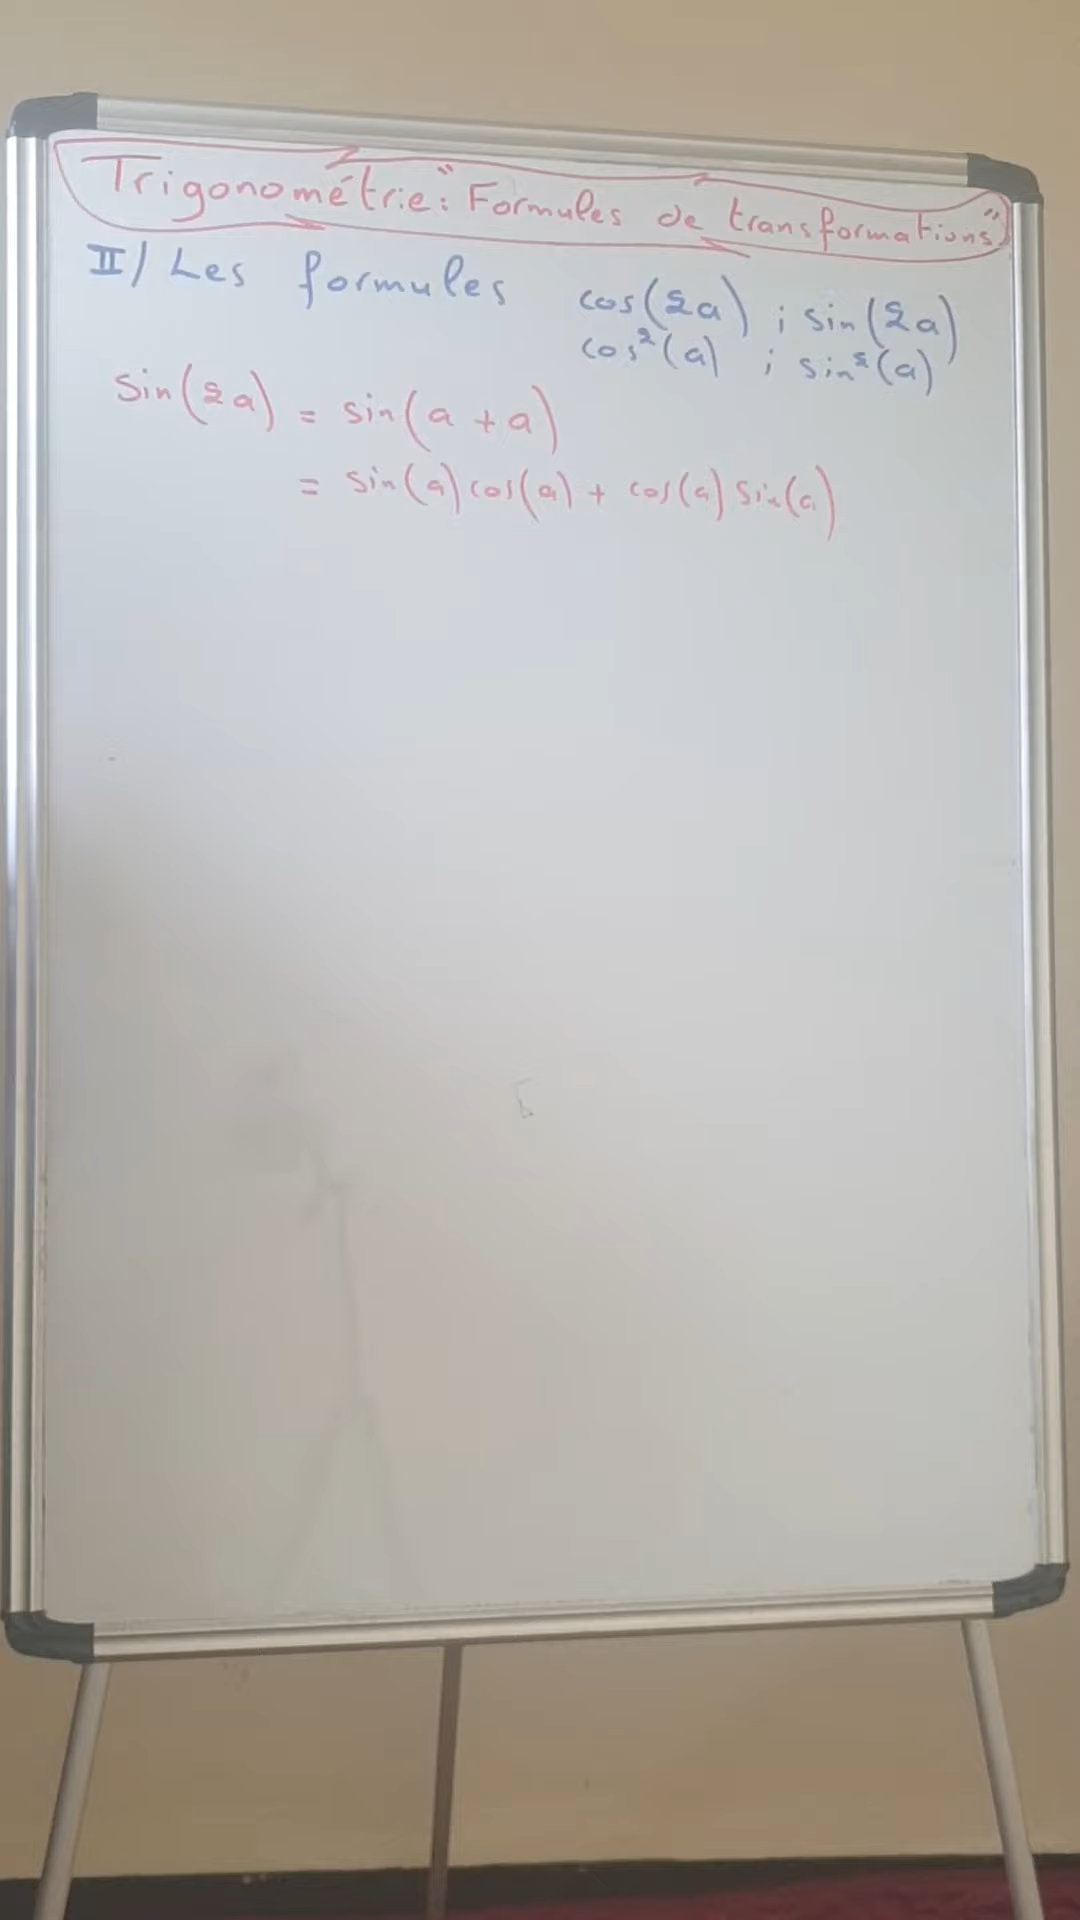 Trigonométrie: "Formules de transformations"
II/ Les formules cos(2a) ; sin(2a)
cos²(a) ; sin²(a)
sin(2a) = sin(a + a)
= sin(a) cos(a) + cos(a) sin(a)